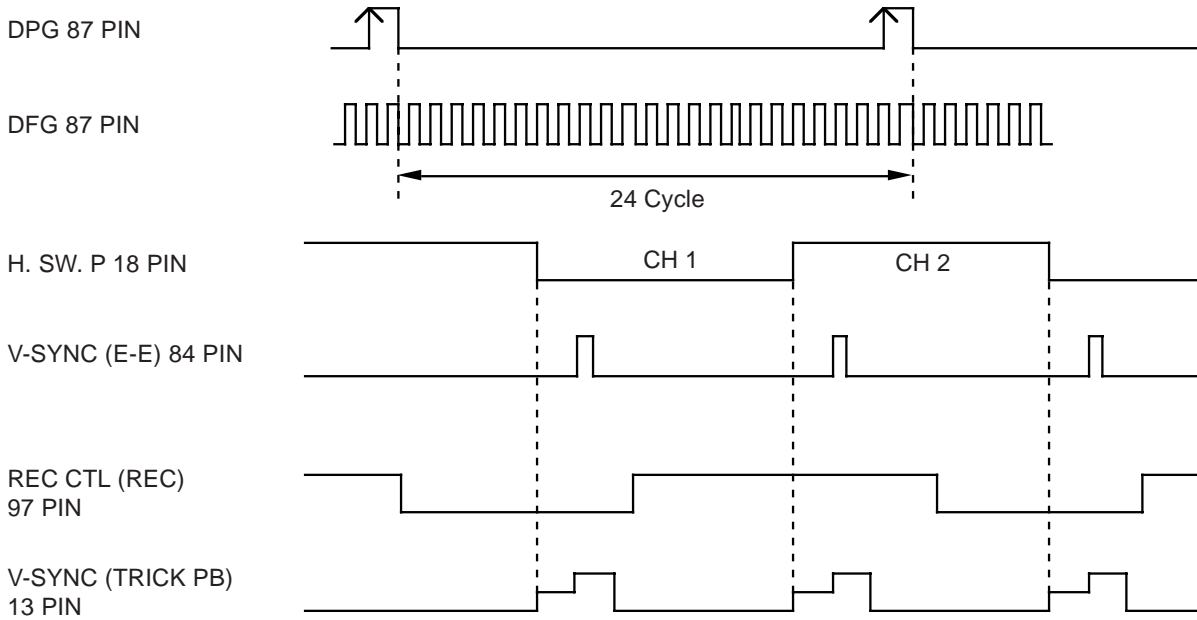 DPG 87 PIN
DFG 87 PIN
24 Cycle
H. SW. P 18 PIN
CH 1
CH 2
V-SYNC (E-E) 84 PIN
REC CTL (REC)
97 PIN
V-SYNC (TRICK PB)
13 PIN